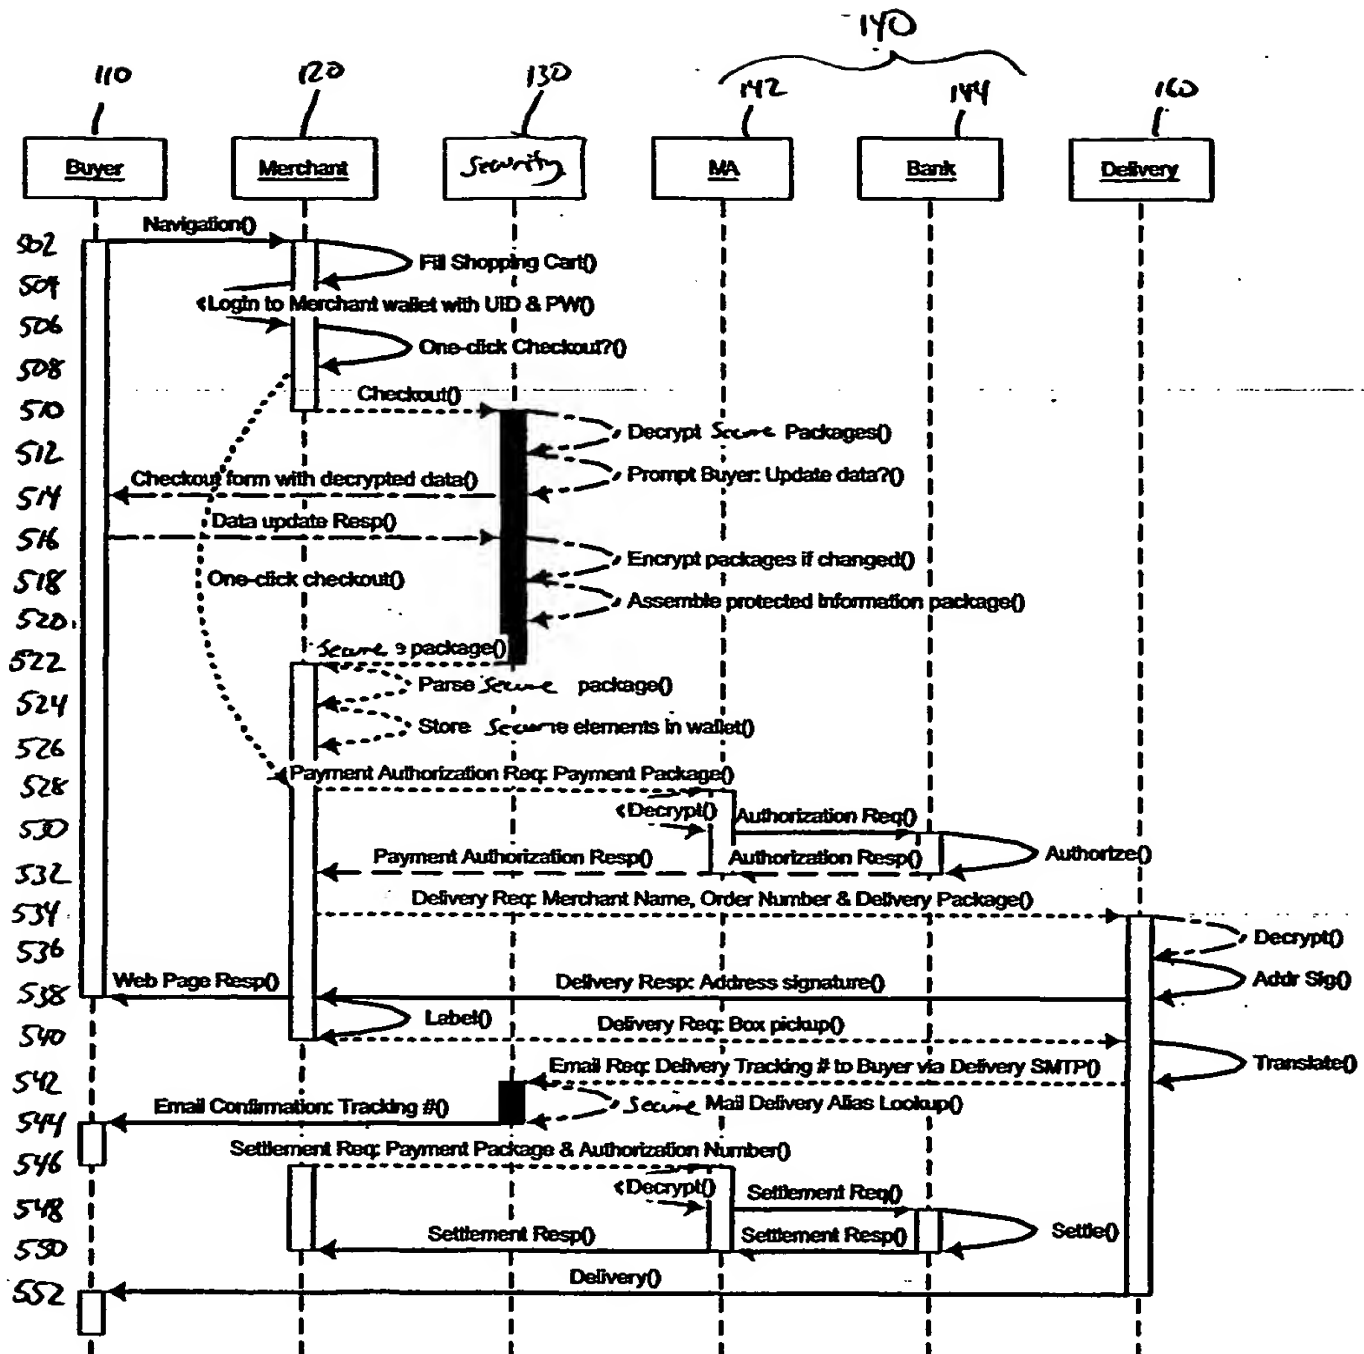 140
110 120 130 142 144 160
Buyer Merchant Security MA Bank Delivery
502 Navigation()
Fill Shopping Cart()
504
<Login to Merchant wallet with UID & PW()
506
One-click Checkout?()
508
510 Checkout()
Decrypt Secure Packages()
512
Prompt Buyer: Update data?()
514 Checkout form with decrypted data()
516 Data update Resp()
Encrypt packages if changed()
518 One-click checkout()
Assemble protected Information package()
520
522 Secure package()
Parse Secure package()
524
Store Secure elements in wallet()
526
528 Payment Authorization Req: Payment Package()
<Decrypt() Authorization Req()
530
Payment Authorization Resp() Authorization Resp() Authorize()
532
534 Delivery Req: Merchant Name, Order Number & Delivery Package()
Decrypt()
536
538 Web Page Resp() Delivery Resp: Address signature() Addr Sig()
Label()
540 Delivery Req: Box pickup()
Translate()
542 Email Req: Delivery Tracking # to Buyer via Delivery SMTP()
Secure Mail Delivery Alias Lookup()
544 Email Confirmation: Tracking #()
546 Settlement Req: Payment Package & Authorization Number()
<Decrypt() Settlement Req()
548
Settlement Resp() Settlement Resp() Settle()
550
552 Delivery()